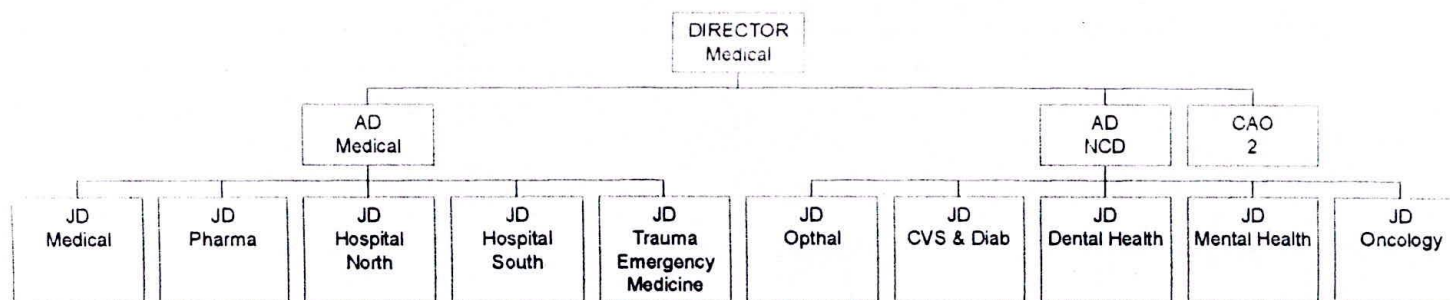 DIRECTOR
Medical
AD
Medical
AD
NCD
CAO
2
JD
Medical
JD
Pharma
JD
Hospital
North
JD
Hospital
South
JD
Trauma
Emergency
Medicine
JD
Opthal
JD
CVS & Diab
JD
Dental Health
JD
Mental Health
JD
Oncology